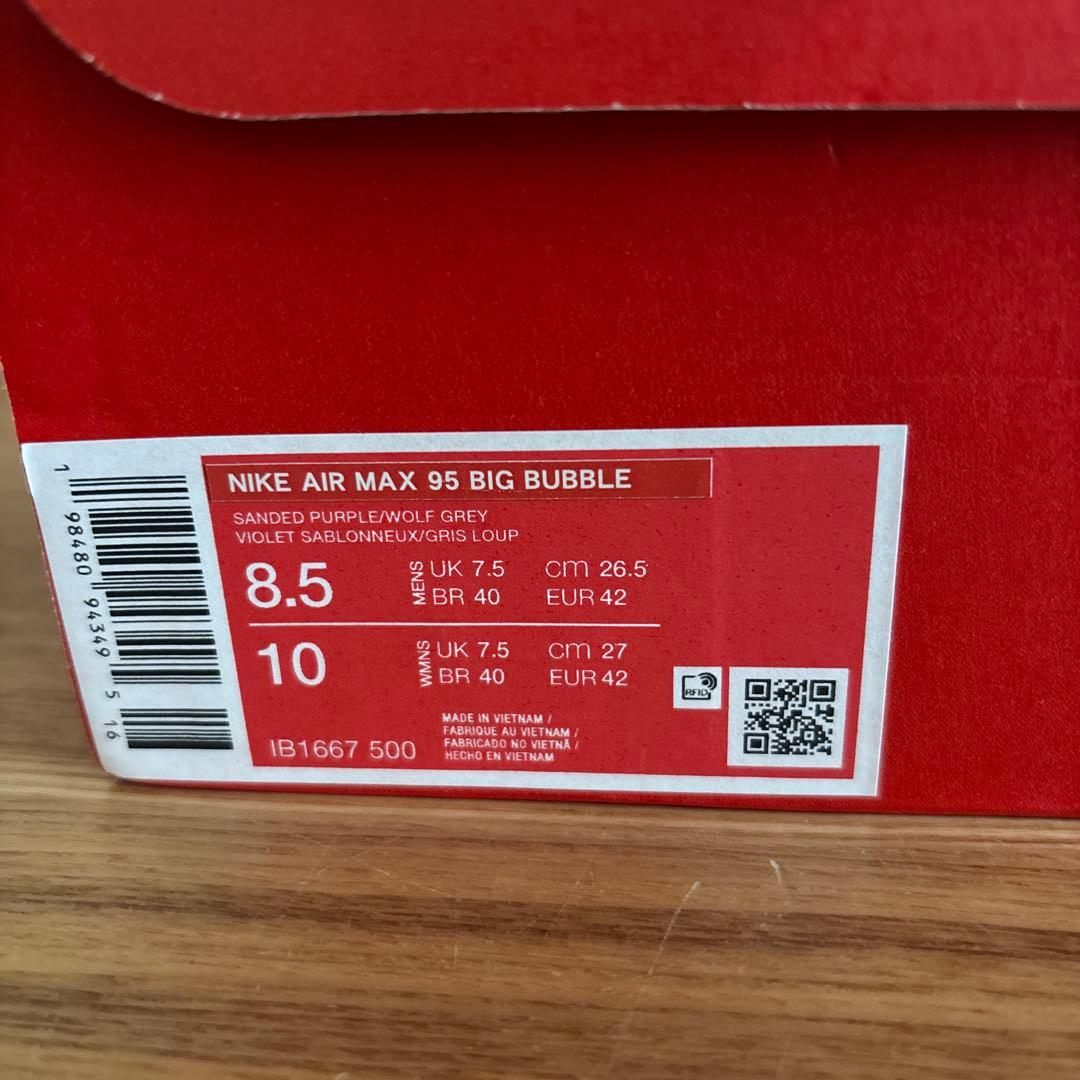 NIKE AIR MAX 95 BIG BUBBLE
SANDED PURPLE/WOLF GREY
VIOLET SABLONNEUX/GRIS LOUP
8.5 MENS UK 7.5 cm 26.5
BR 40 EUR 42
10 WMNS UK 7.5 cm 27
BR 40 EUR 42
MADE IN VIETNAM /
FABRIQUE AU VIETNAM /
FABRICADO NO VIETNÃ /
HECHO EN VIETNAM
IB1667 500
RFID
1 98480 94349 5 16